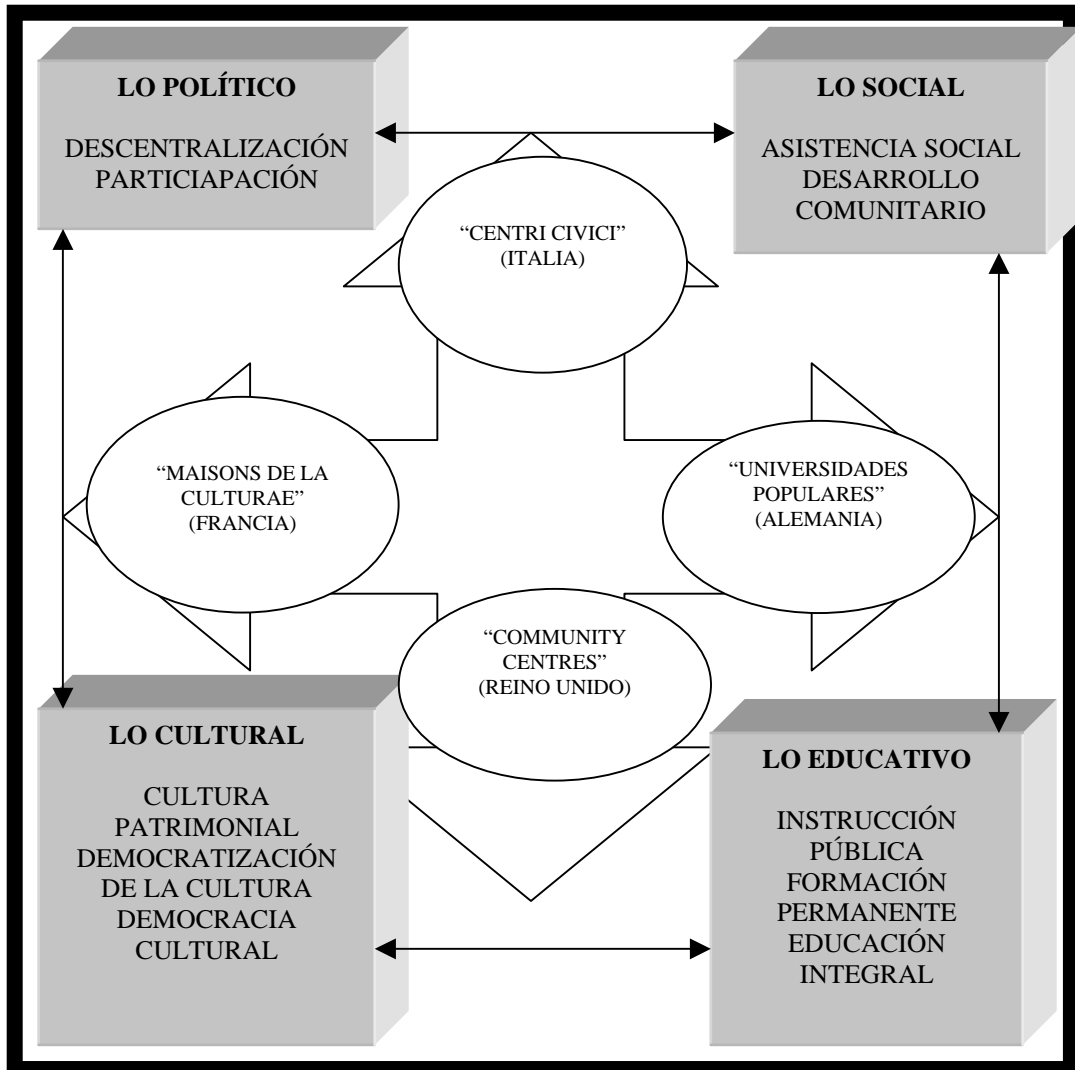 LO POLÍTICO
DESCENTRALIZACIÓN
PARTICIAPACIÓN
LO SOCIAL
ASISTENCIA SOCIAL
DESARROLLO
COMUNITARIO
“CENTRI CIVICI”
(ITALIA)
“MAISONS DE LA
CULTURAE”
(FRANCIA)
“UNIVERSIDADES
POPULARES”
(ALEMANIA)
“COMMUNITY
CENTRES”
(REINO UNIDO)
LO CULTURAL
CULTURA
PATRIMONIAL
DEMOCRATIZACIÓN
DE LA CULTURA
DEMOCRACIA
CULTURAL
LO EDUCATIVO
INSTRUCCIÓN
PÚBLICA
FORMACIÓN
PERMANENTE
EDUCACIÓN
INTEGRAL